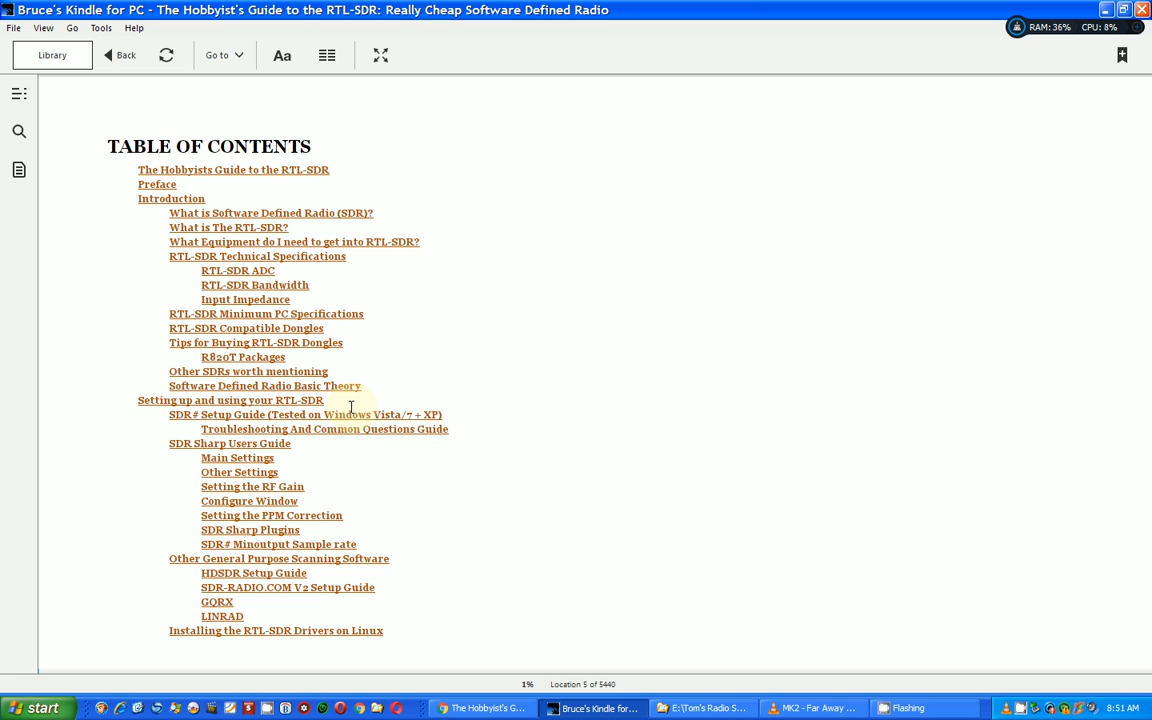 Bruce's Kindle for PC - The Hobbyist's Guide to the RTL-SDR: Really Cheap Software Defined Radio
File View Go Tools Help
RAM: 36% CPU: 8%
Library Back Go to Aa
TABLE OF CONTENTS
The Hobbyists Guide to the RTL-SDR
Preface
Introduction
What is Software Defined Radio (SDR)?
What is The RTL-SDR?
What Equipment do I need to get into RTL-SDR?
RTL-SDR Technical Specifications
RTL-SDR ADC
RTL-SDR Bandwidth
Input Impedance
RTL-SDR Minimum PC Specifications
RTL-SDR Compatible Dongles
Tips for Buying RTL-SDR Dongles
R820T Packages
Other SDRs worth mentioning
Software Defined Radio Basic Theory
Setting up and using your RTL-SDR
SDR# Setup Guide (Tested on Windows Vista/7 + XP)
Troubleshooting And Common Questions Guide
SDR Sharp Users Guide
Main Settings
Other Settings
Setting the RF Gain
Configure Window
Setting the PPM Correction
SDR Sharp Plugins
SDR# Minoutput Sample rate
Other General Purpose Scanning Software
HDSDR Setup Guide
SDR-RADIO.COM V2 Setup Guide
GQRX
LINRAD
Installing the RTL-SDR Drivers on Linux
1% Location 5 of 5440
start The Hobbyist's G... Bruce's Kindle for... E:\Tom's Radio S... MK2 - Far Away ... Flashing 8:51 AM